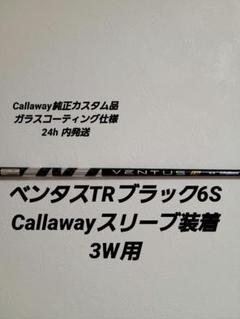 Callaway純正カスタム品
ガラスコーティング仕様
24h 内発送
VENTUS
ベンタスTRブラック6S
Callawayスリーブ装着
3W用